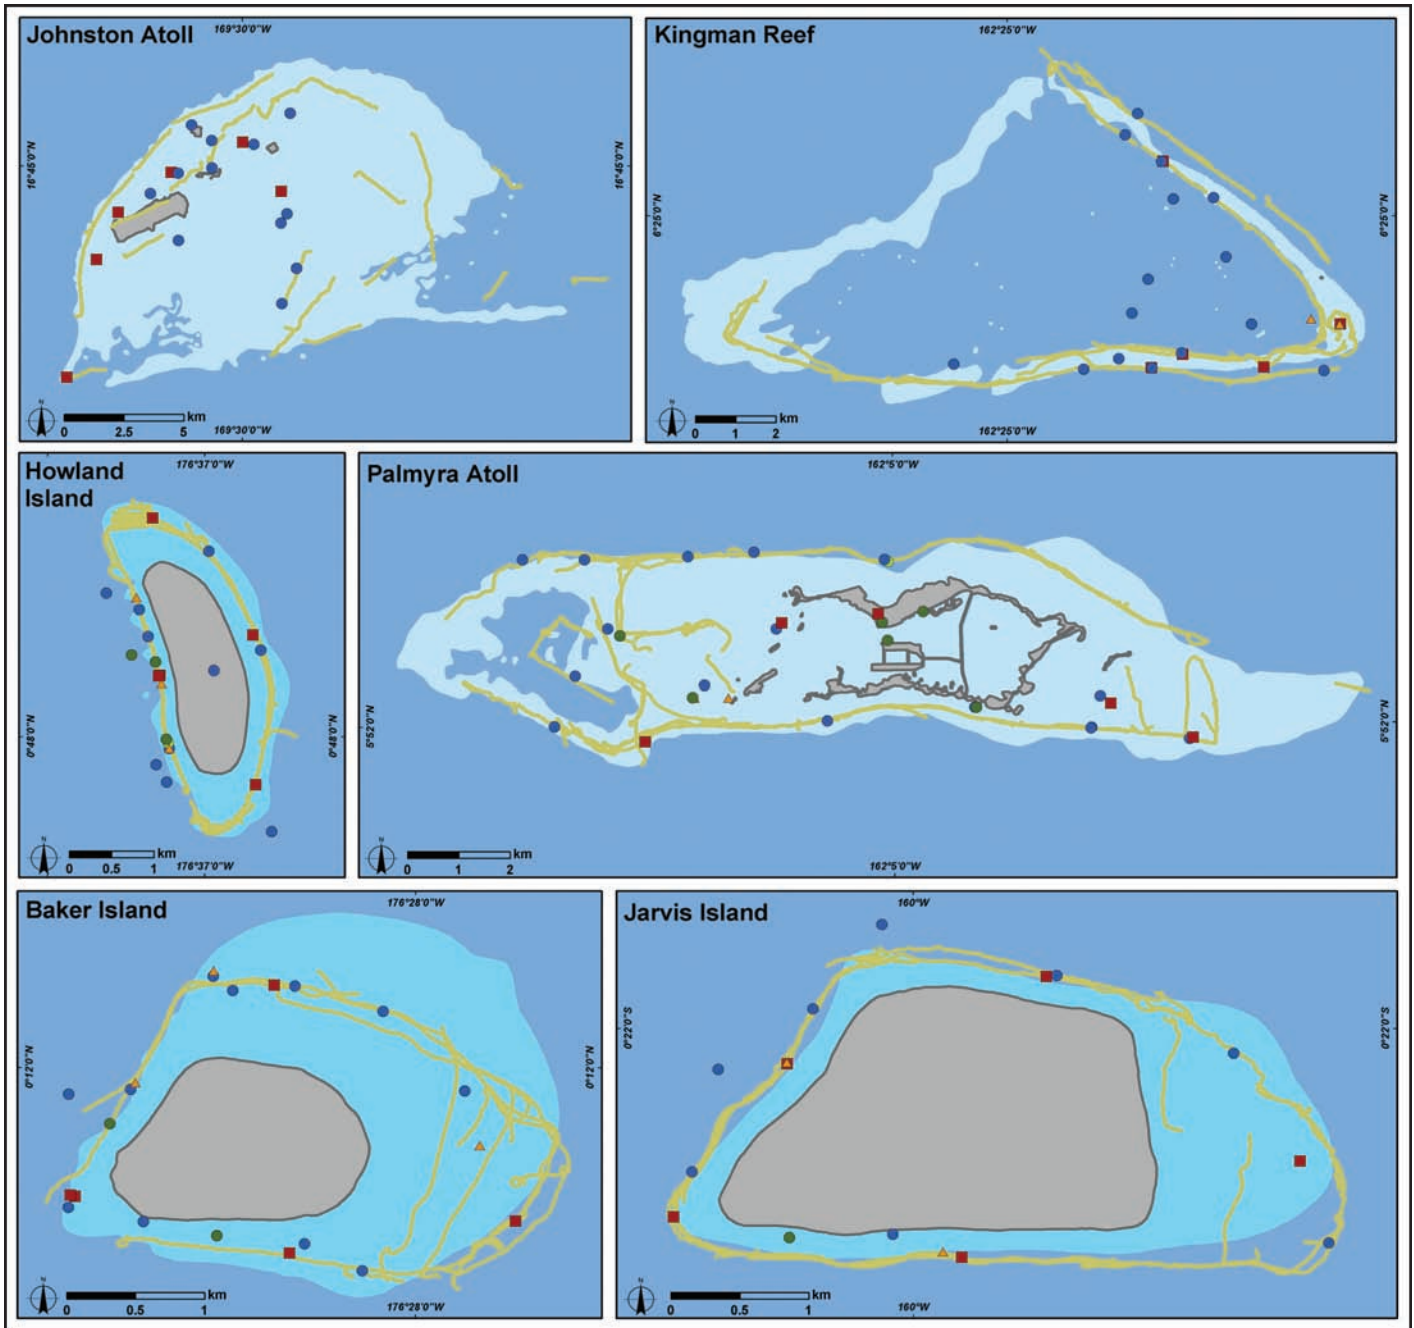 Johnston Atoll
169°30'0"W
16°45'0"N
16°45'0"N
N
0 2.5 5 km
169°30'0"W
Kingman Reef
162°25'0"W
6°25'0"N
6°25'0"N
N
0 1 2 km
162°25'0"W
Howland
Island
176°37'0"W
0°48'0"N
0°48'0"N
N
0 0.5 1 km
176°37'0"W
Palmyra Atoll
162°5'0"W
5°52'0"N
5°52'0"N
N
0 1 2 km
162°5'0"W
Baker Island
176°28'0"W
0°12'0"N
0°12'0"N
N
0 0.5 1 km
176°28'0"W
Jarvis Island
160°W
0°22'0"S
0°22'0"S
N
0 0.5 1 km
160°W